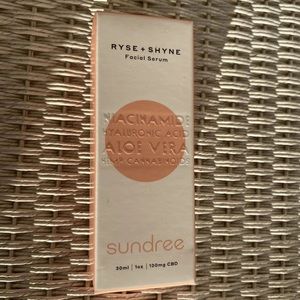 RYSE + SHYNE
Facial Serum
NIACINAMIDE
HYALURONIC ACID
ALOE VERA
HEMP CANNABINOIDS
sundree
30ml | 1oz | 100mg CBD